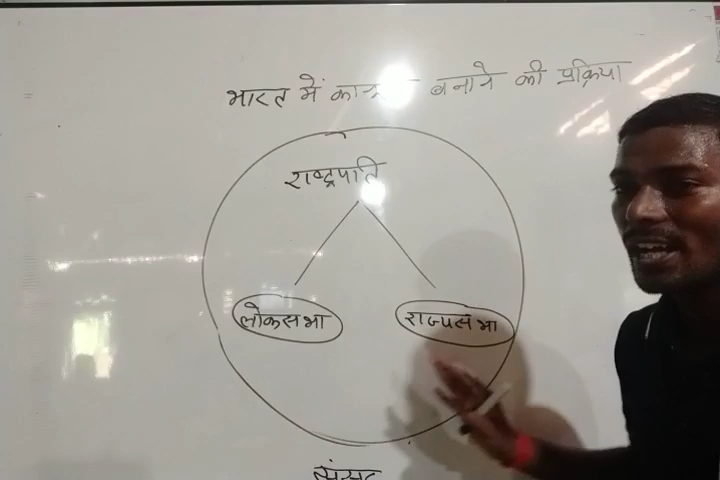 भारत में बनाने की प्रक्रिया
राष्ट्रपति
लोकसभा राज्यसभा
संसद